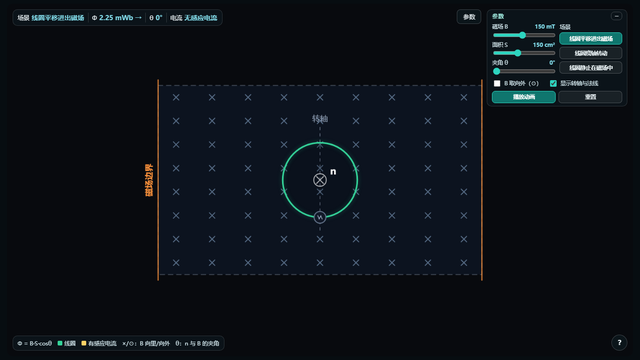 场景 线圈平移进出磁场 Φ 2.25 mWb → θ 0° 电流 无感应电流
参数
参数
磁场 B 150 mT
面积 S 150 cm²
夹角 θ 0°
B 取向外 (⊙) 显示转轴与法线
播放动画 重置
场景
线圈平移进出磁场
线圈绕轴转动
线圈静止在磁场中
转轴
n
磁场边界
Φ = B·S·cosθ 线圈 有感应电流 ×/⊙：B 向里/向外 θ：n 与 B 的夹角
?